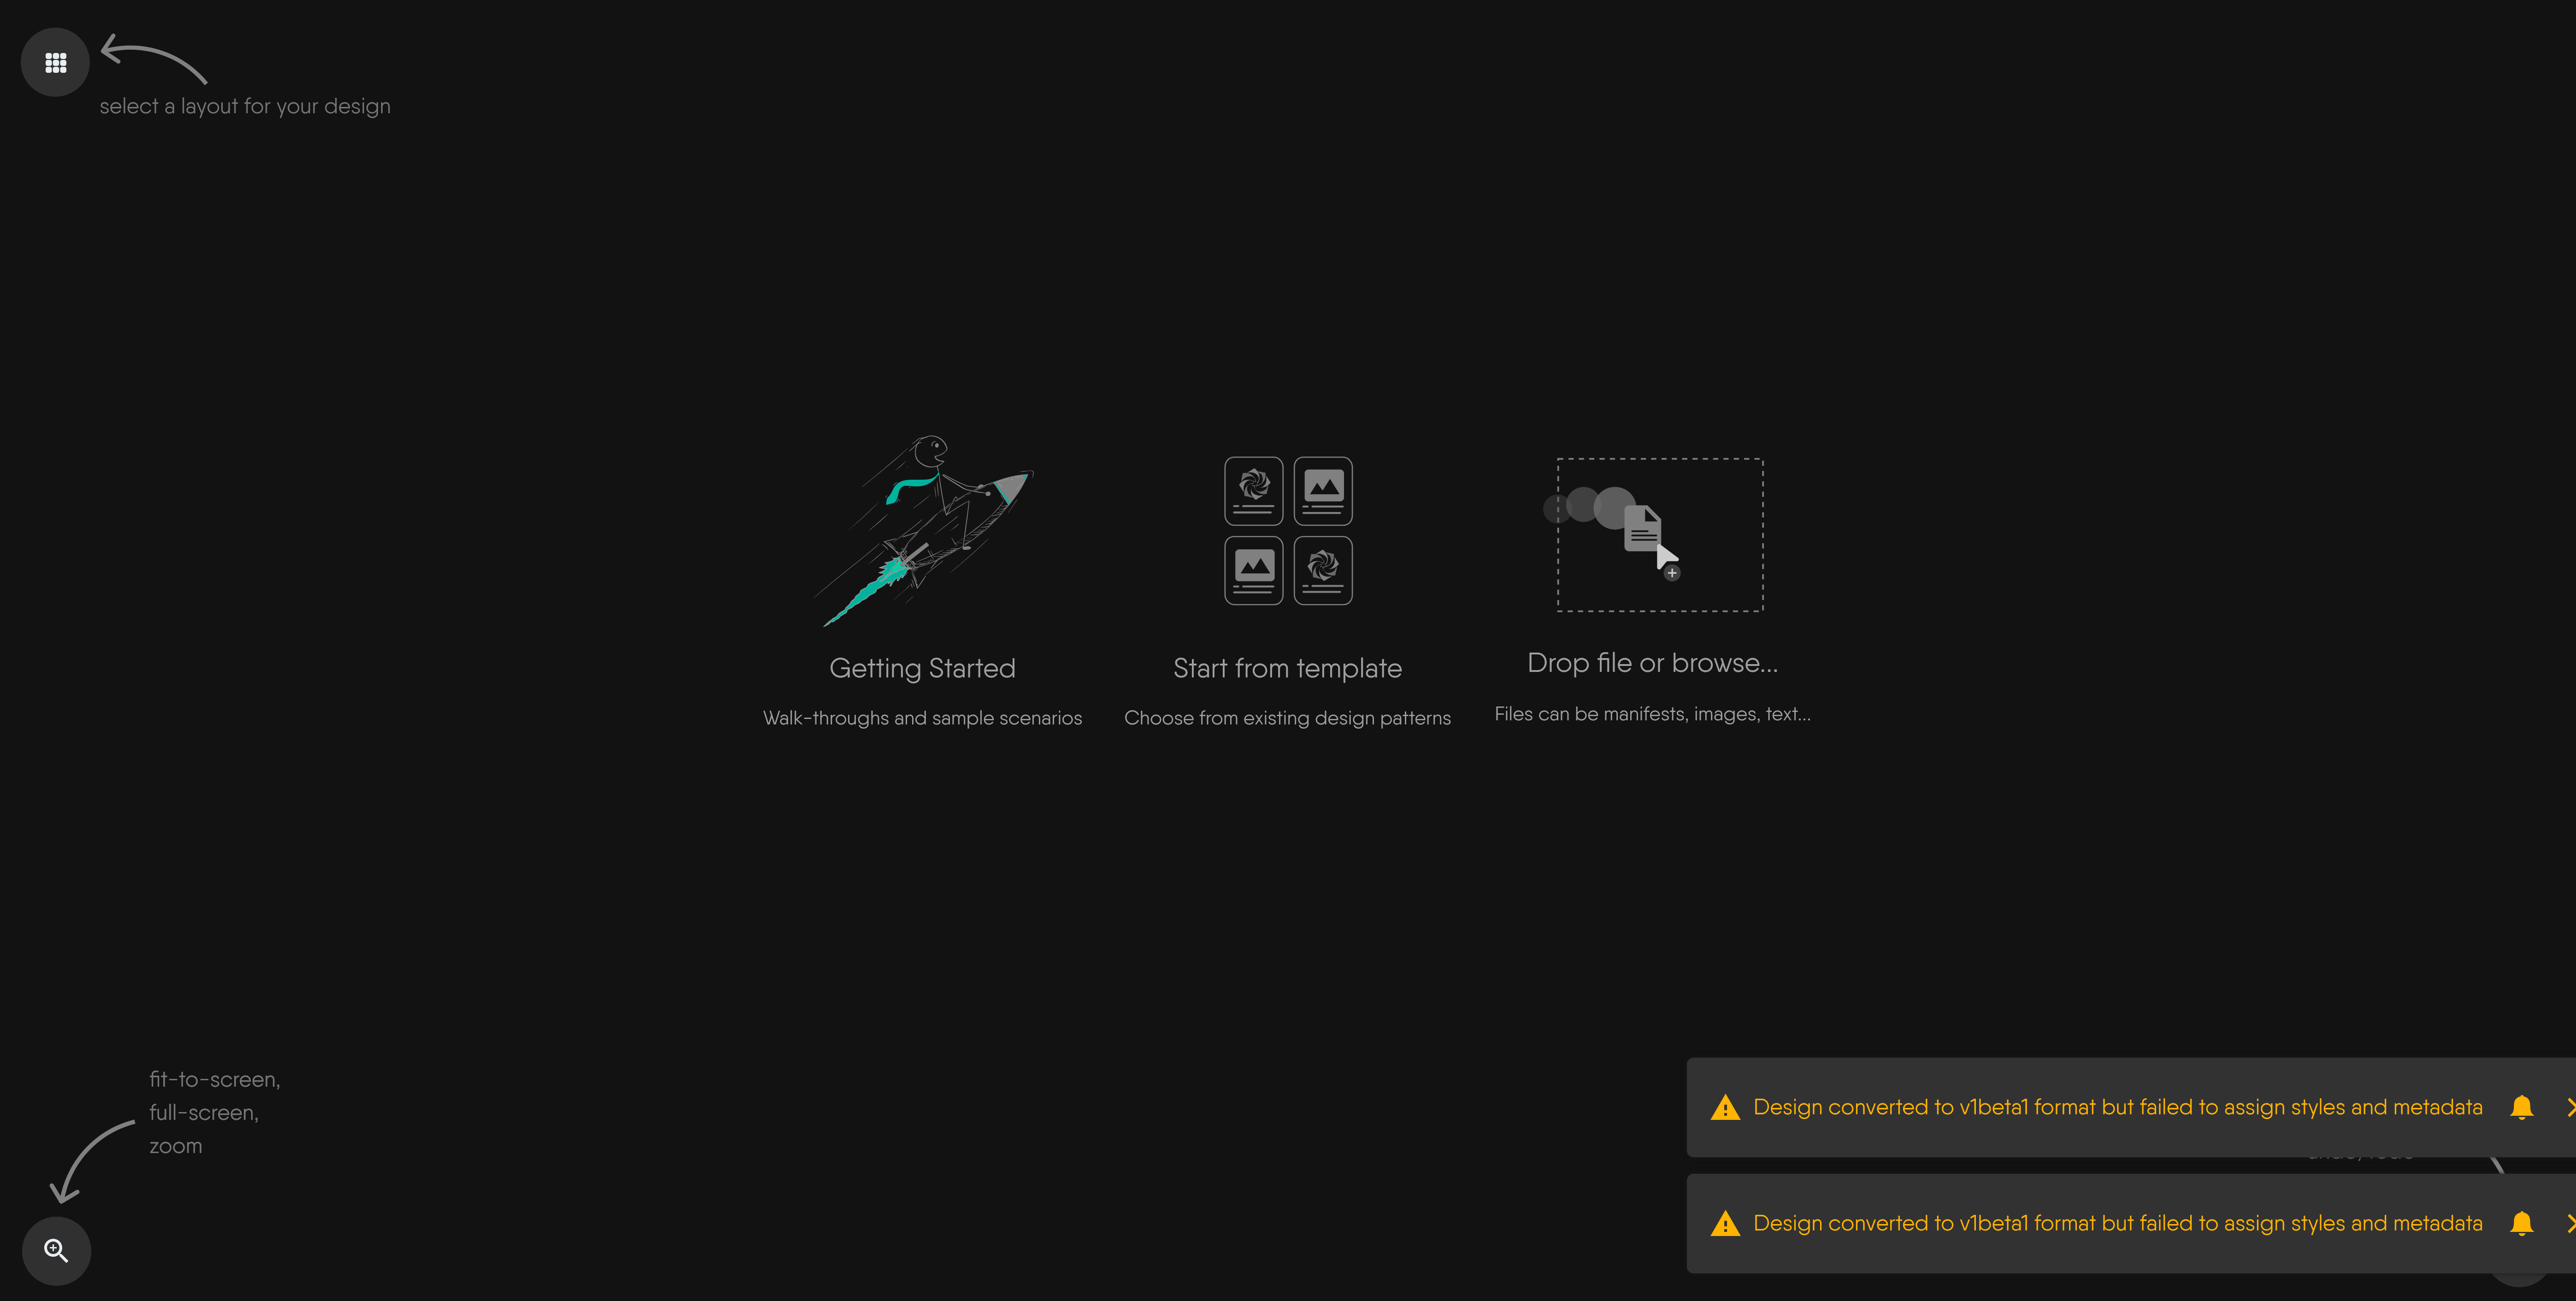 select a layout for your design
Getting Started
Walk-throughs and sample scenarios
Start from template
Choose from existing design patterns
Drop file or browse...
Files can be manifests, images, text...
fit-to-screen,
full-screen,
zoom
Design converted to v1beta1 format but failed to assign styles and metadata
Design converted to v1beta1 format but failed to assign styles and metadata